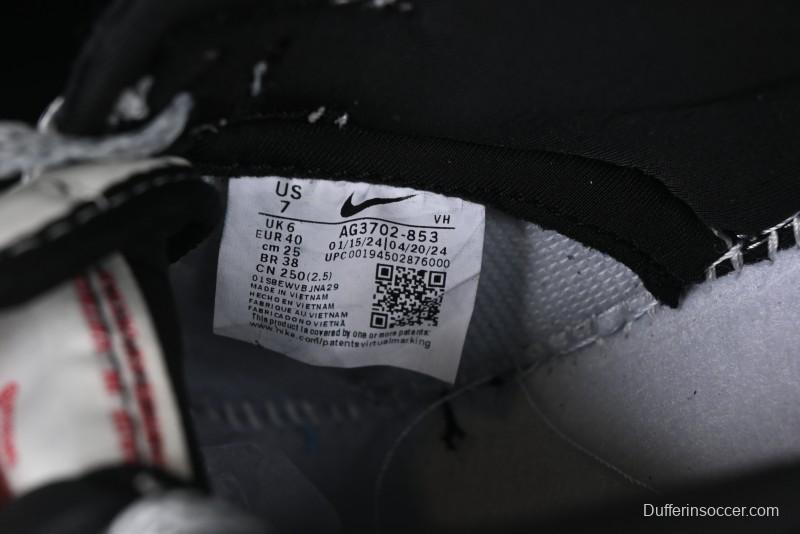 US
7
VH
UK 6
AG3702-853
EUR 40
01/15/24|04/20/24
cm 25
UPC00194502876000
BR 38
CN 250(2.5)
01SBEWVBJNA29
MADE IN VIETNAM
HECHO EN VIETNAM
FABRIQUE AU VIETNAM
FABRICADO NO VIETNÃ
This product is covered by one or more patents:
www.nike.com/patentsvirtualmarking
Dufferinsoccer.com